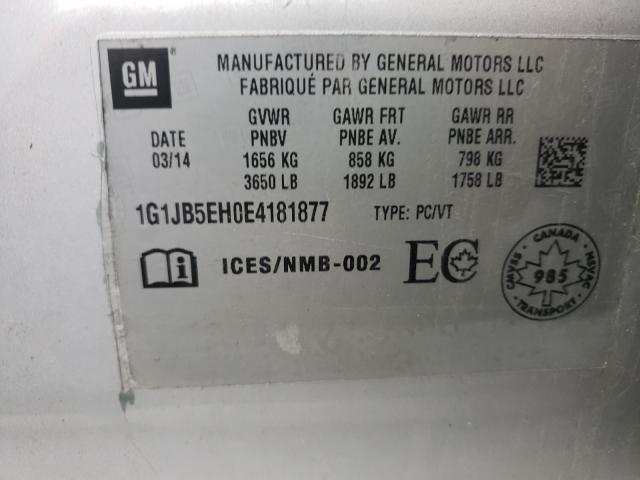 GM
MANUFACTURED BY GENERAL MOTORS LLC
FABRIQUÉ PAR GENERAL MOTORS LLC
GVWR GAWR FRT GAWR RR
DATE PNBV PNBE AV. PNBE ARR.
03/14 1656 KG 858 KG 798 KG
3650 LB 1892 LB 1758 LB
1G1JB5EH0E4181877 TYPE: PC/VT
i ICES/NMB-002 EC
CANADA
CMVSS 985 NSVAC
TRANSPORT